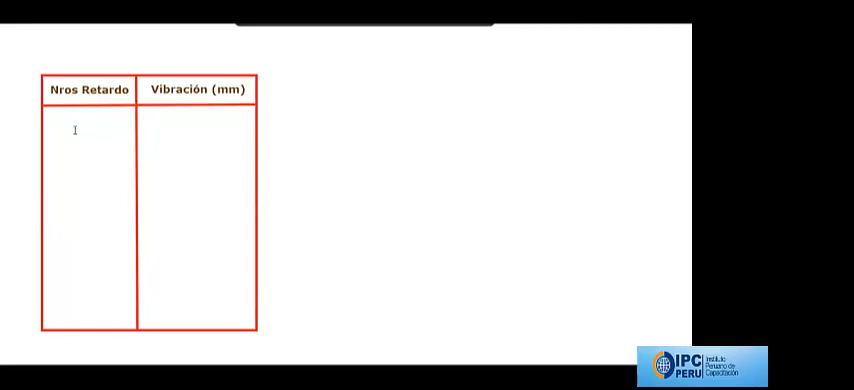 Nros Retardo
Vibración (mm)
IPC
PERU
Instituto
Peruano de
Capacitación